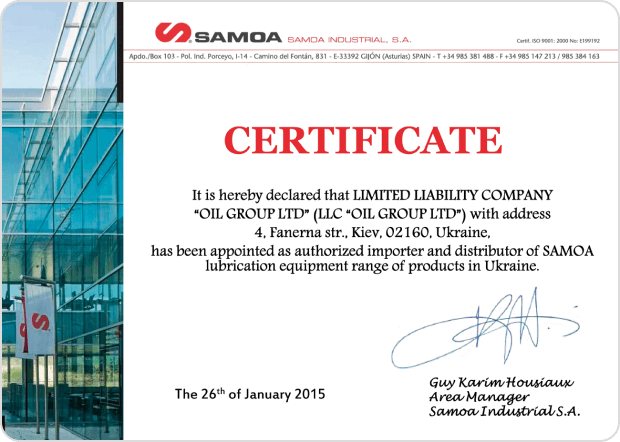 SAMOA SAMOA INDUSTRIAL, S.A.
Certif. ISO 9001: 2000 No: E199192
Apdo./Box 103 - Pol. Ind. Porceyo, I-14 - Camino del Fontán, 831 - E-33392 GIJÓN (Asturias) SPAIN - T +34 985 381 488 - F +34 985 147 213 / 985 384 163
CERTIFICATE
It is hereby declared that LIMITED LIABILITY COMPANY
“OIL GROUP LTD” (LLC “OIL GROUP LTD”) with address
4, Fanerna str., Kiev, 02160, Ukraine,
has been appointed as authorized importer and distributor of SAMOA
lubrication equipment range of products in Ukraine.
The 26th of January 2015
Guy Karim Housiaux
Area Manager
Samoa Industrial S.A.